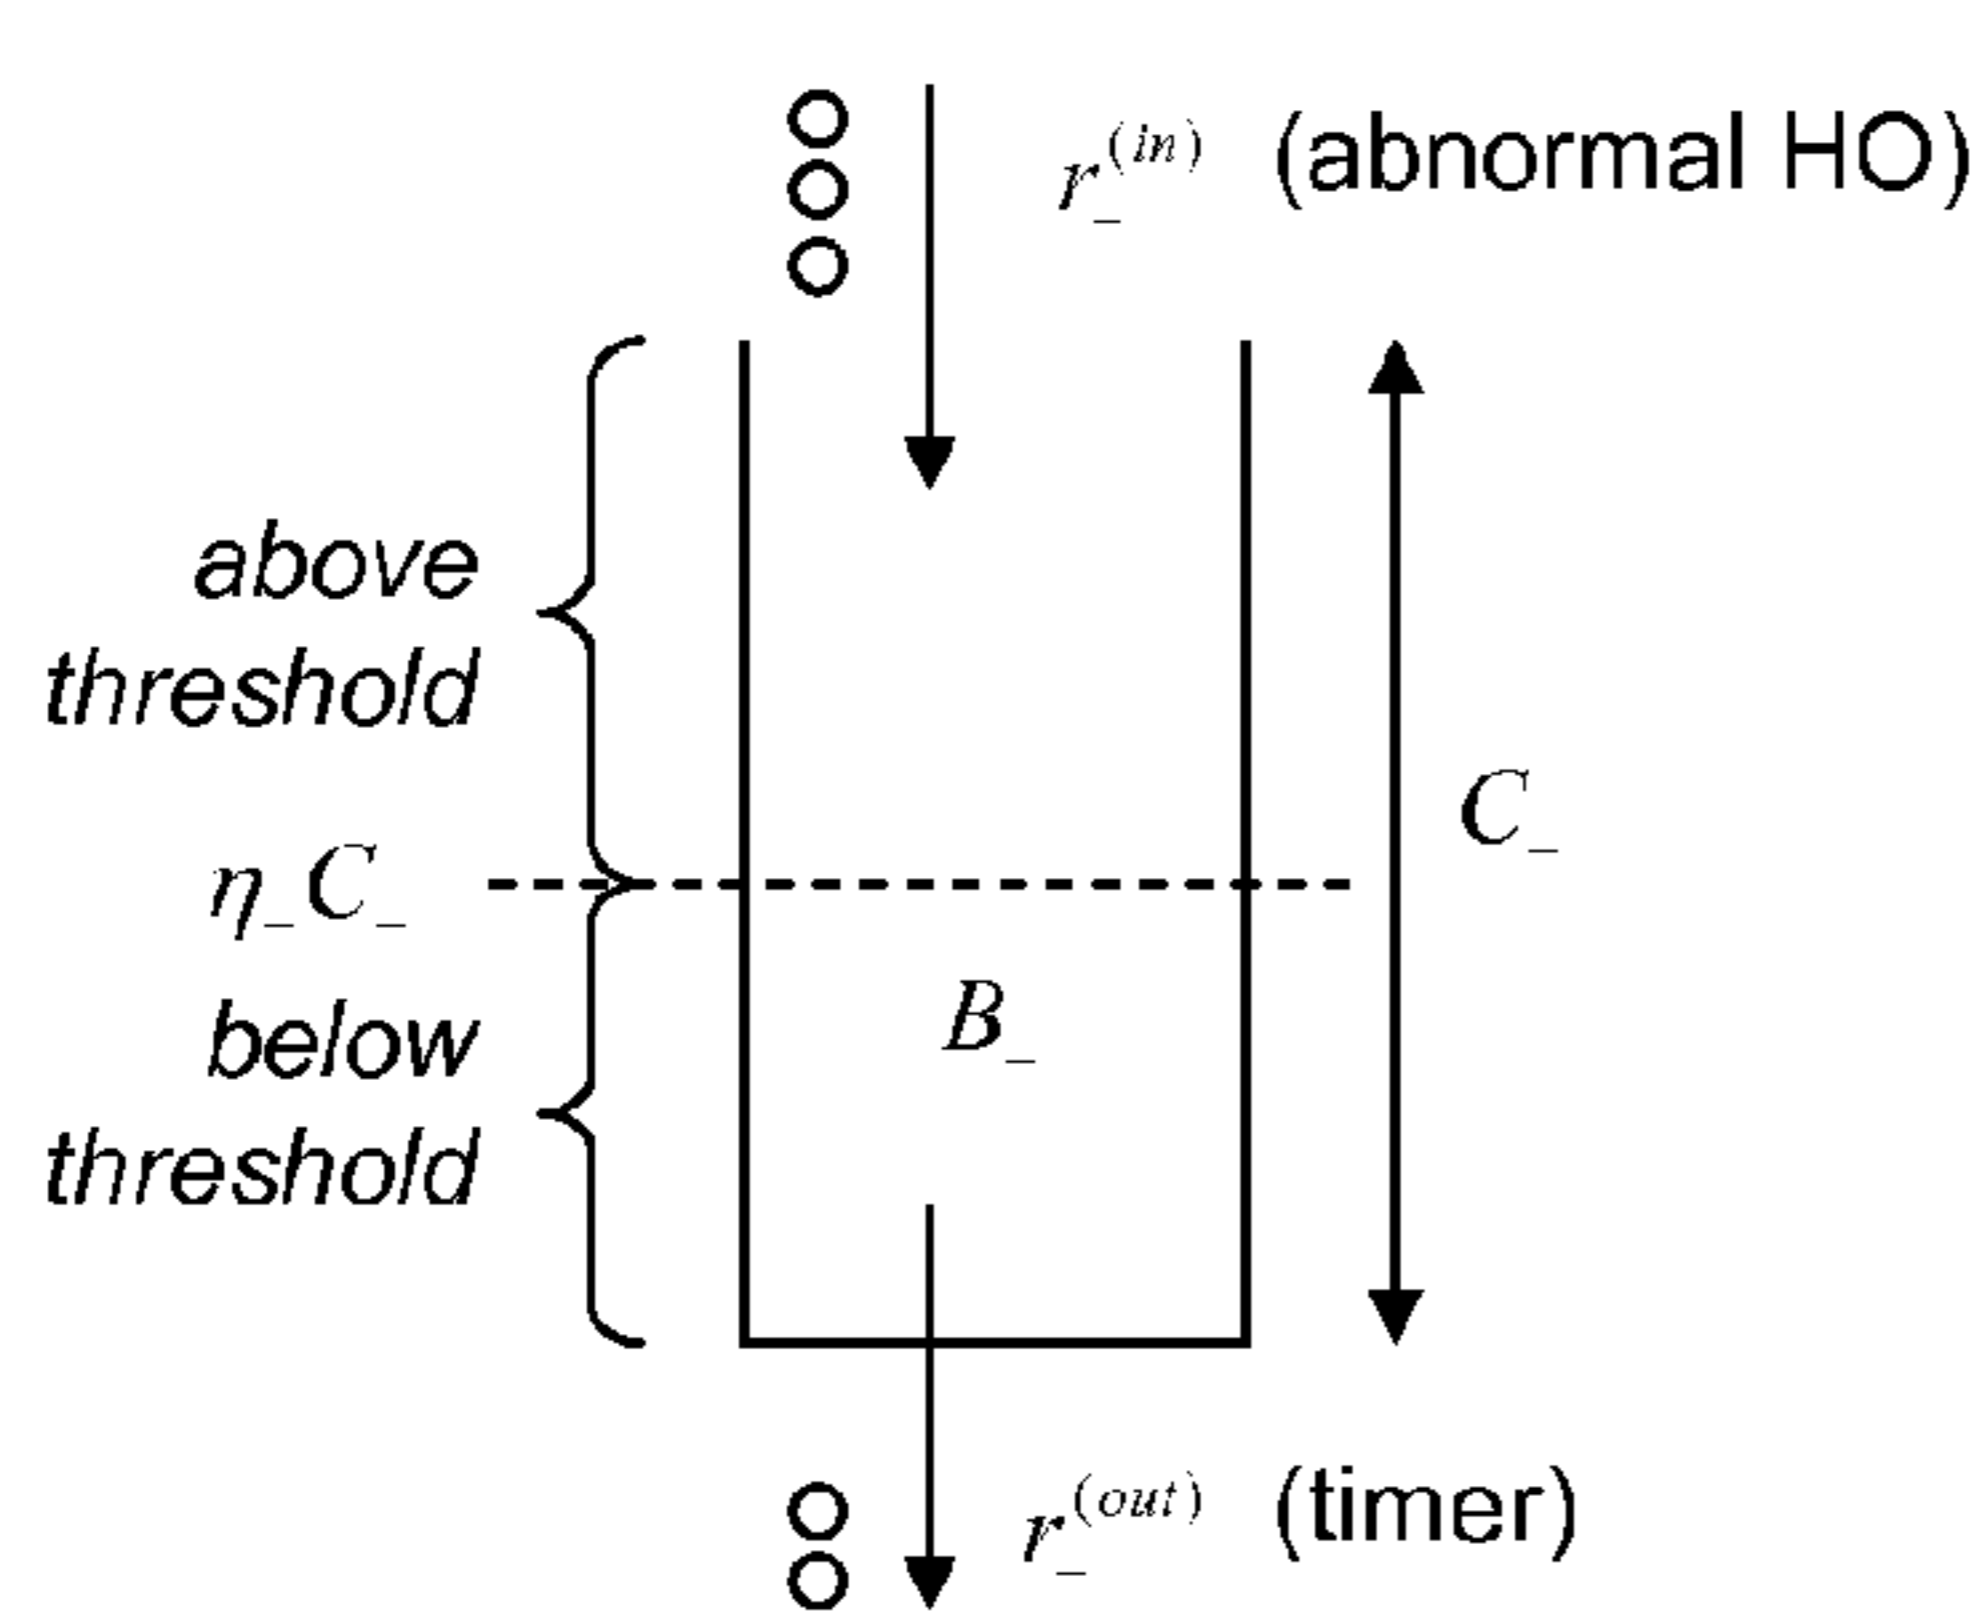 r_^(in) (abnormal HO)
above
threshold
η_C_
C_
B_
below
threshold
r_^(out) (timer)